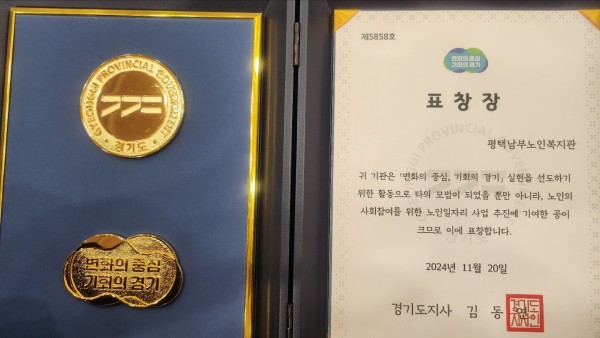 GYEONGGI PROVINCIAL GOVERNMENT
경기도
변화의 중심
기회의 경기
제5858호
변화의 중심
기회의 경기
표창장
평택남부노인복지관
귀 기관은 「변화의 중심, 기회의 경기」 실현을 선도하기
위한 활동으로 타의 모범이 되었을 뿐만 아니라, 노인의
사회참여를 위한 노인일자리 사업 추진에 기여한 공이
크므로 이에 표창합니다.
2024년 11월 20일
경기도지사 김동연